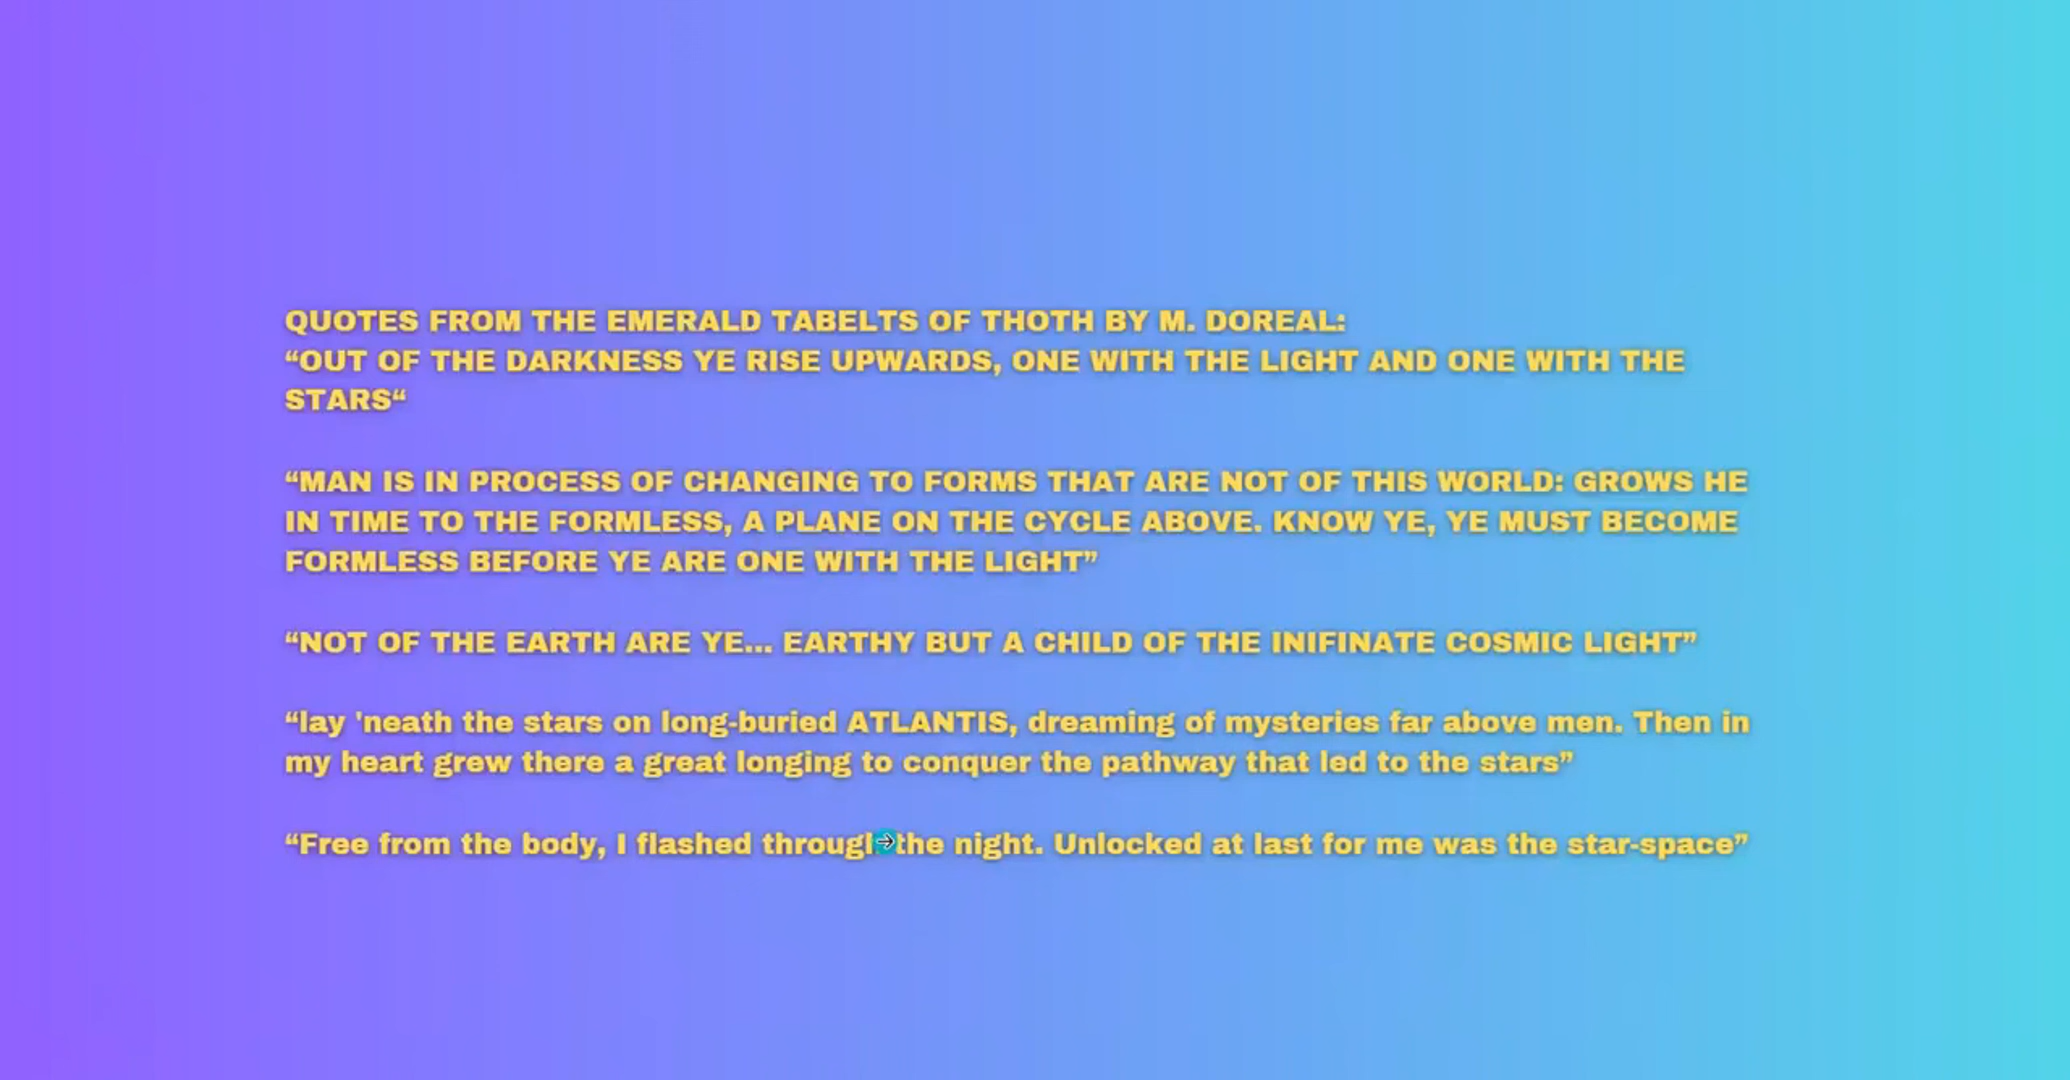 QUOTES FROM THE EMERALD TABELTS OF THOTH BY M. DOREAL:
“OUT OF THE DARKNESS YE RISE UPWARDS, ONE WITH THE LIGHT AND ONE WITH THE
STARS“
“MAN IS IN PROCESS OF CHANGING TO FORMS THAT ARE NOT OF THIS WORLD: GROWS HE
IN TIME TO THE FORMLESS, A PLANE ON THE CYCLE ABOVE. KNOW YE, YE MUST BECOME
FORMLESS BEFORE YE ARE ONE WITH THE LIGHT”
“NOT OF THE EARTH ARE YE... EARTHY BUT A CHILD OF THE INIFINATE COSMIC LIGHT”
“lay 'neath the stars on long-buried ATLANTIS, dreaming of mysteries far above men. Then in
my heart grew there a great longing to conquer the pathway that led to the stars”
“Free from the body, I flashed through the night. Unlocked at last for me was the star-space”